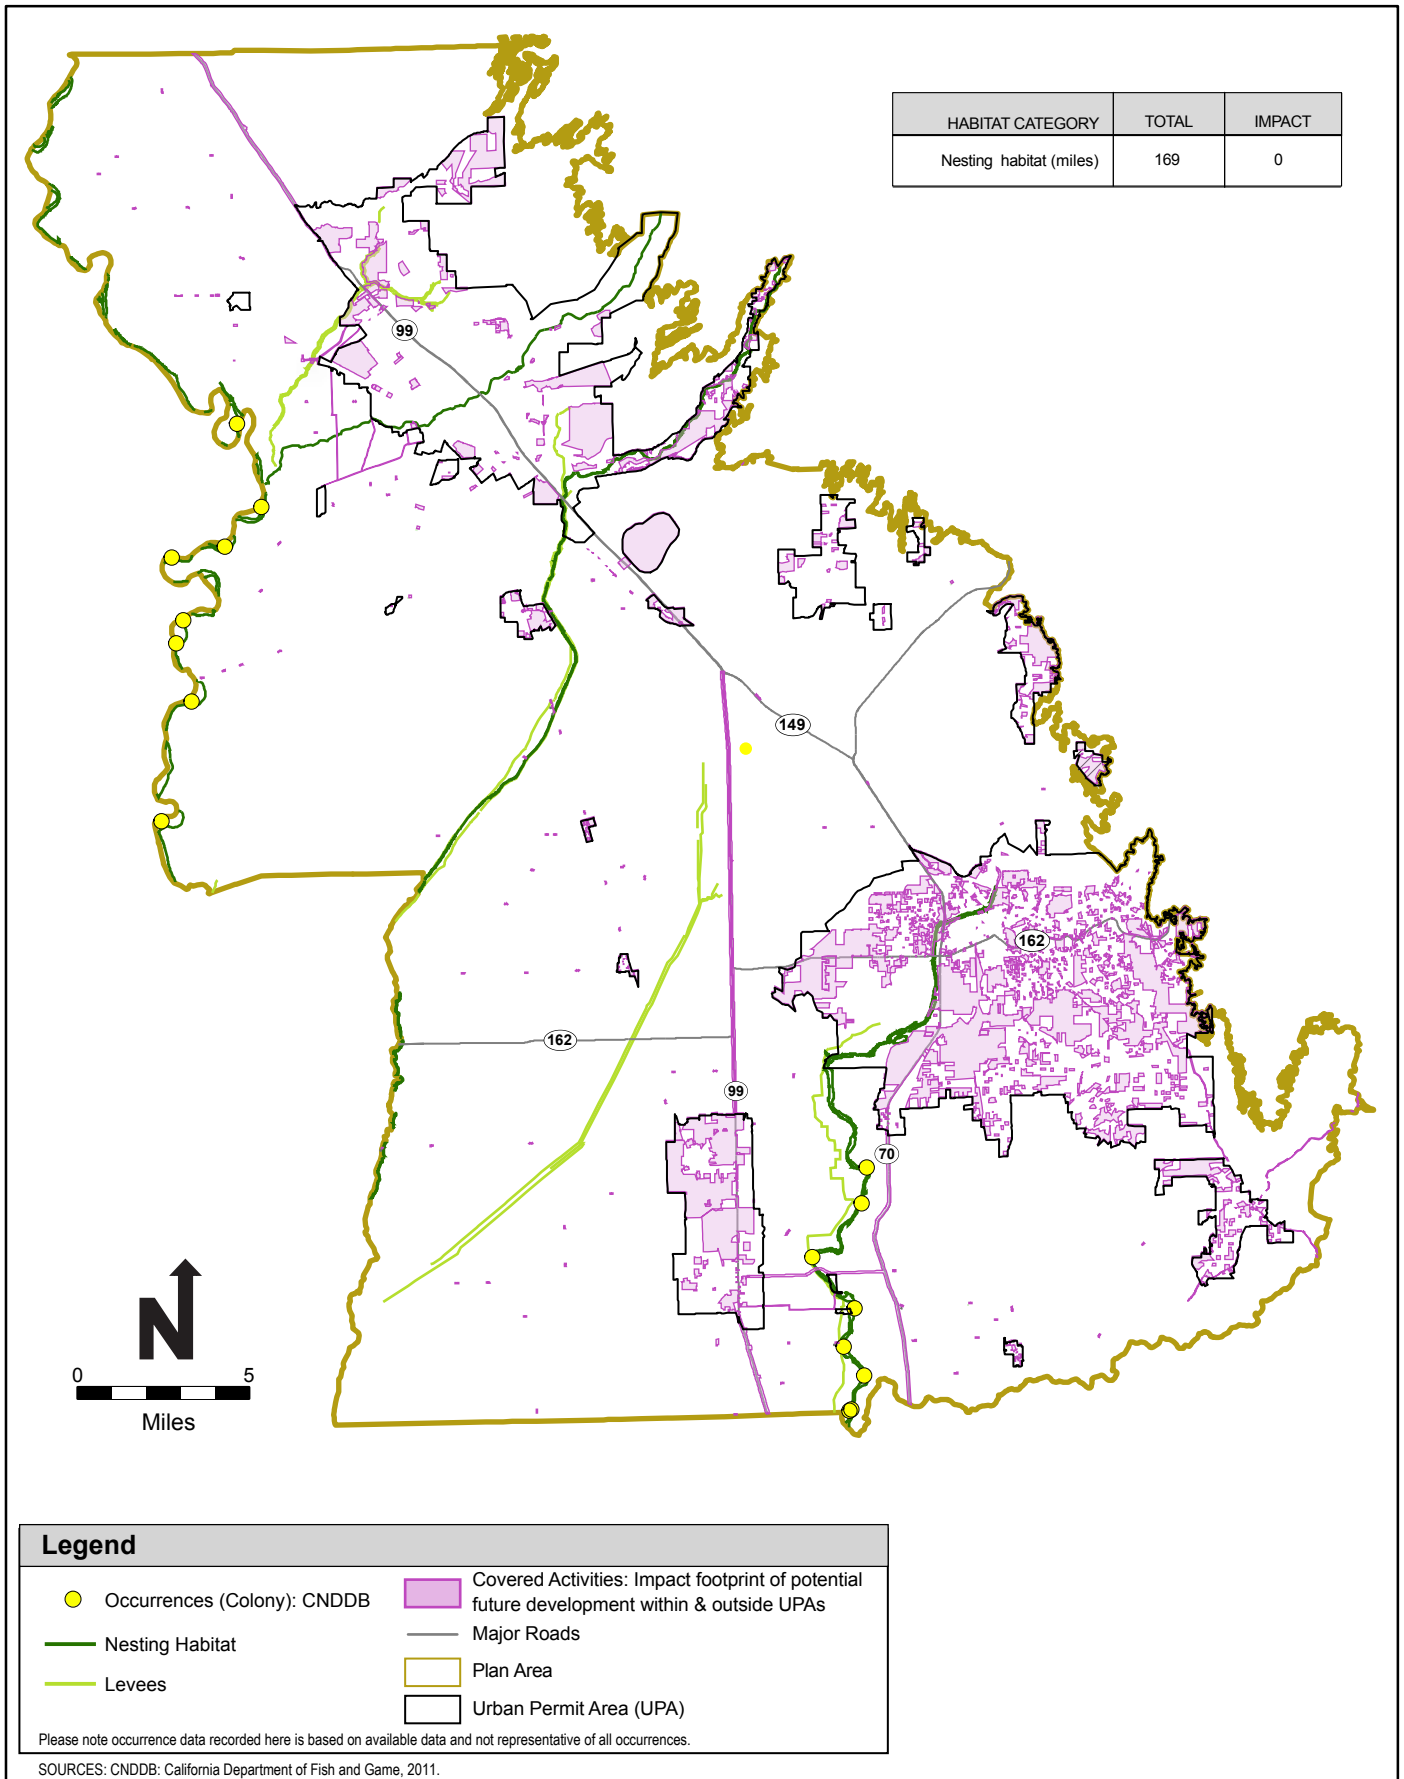 HABITAT CATEGORY TOTAL IMPACT
Nesting habitat (miles) 169 0
99
149
162
162
99
70
N
0 5
Miles
Legend
Occurrences (Colony): CNDDB
Nesting Habitat
Levees
Covered Activities: Impact footprint of potential
future development within & outside UPAs
Major Roads
Plan Area
Urban Permit Area (UPA)
Please note occurrence data recorded here is based on available data and not representative of all occurrences.
SOURCES: CNDDB: California Department of Fish and Game, 2011.